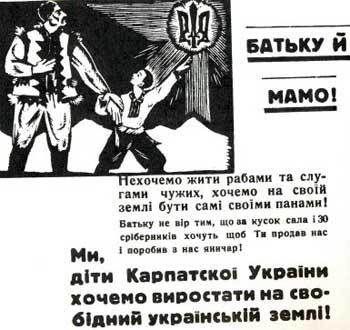 БАТЬКУ Й
МАМО!
Нехочемо жити рабами та слу-
гами чужих, хочемо на своїй
землі бути самі своїми панами!
Батьку не вір тим, що за кусок сала і 30
сріберників хочуть щоб Ти продав нас
і поробив з нас яничар!
Ми,
діти Карпатскої України
хочемо виростати на сво-
бідний українській землі!